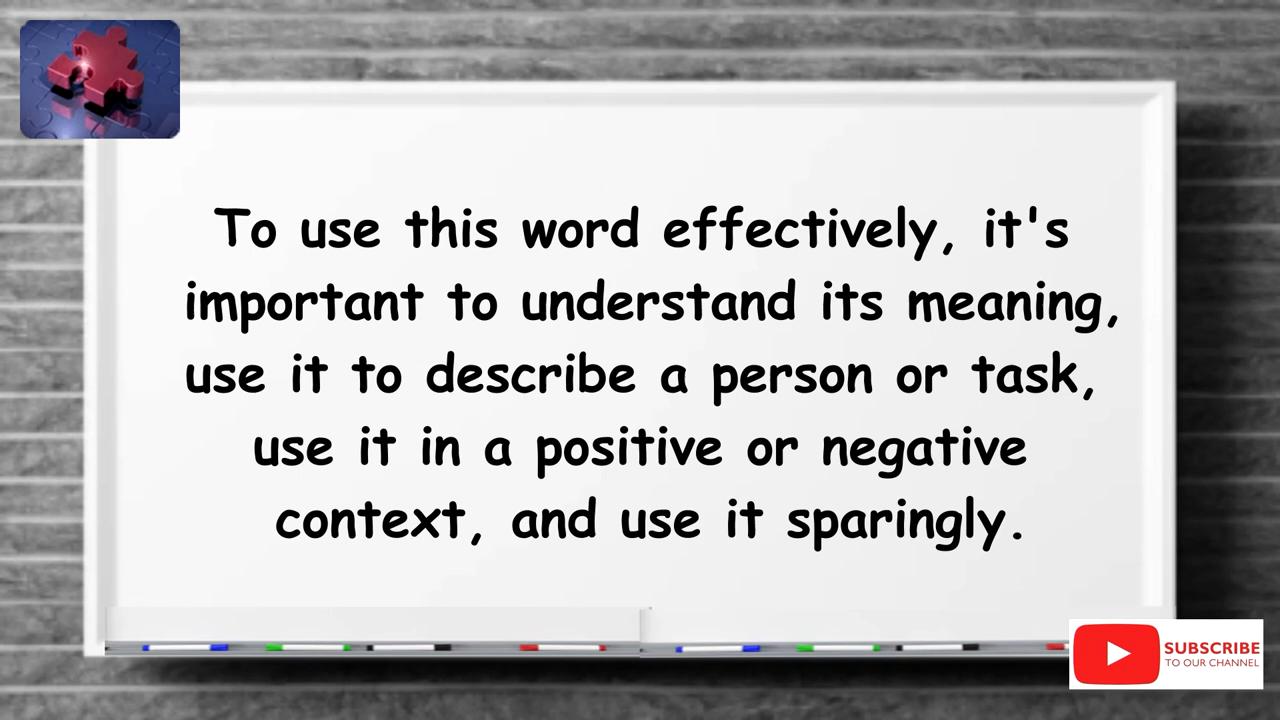 To use this word effectively, it's
important to understand its meaning,
use it to describe a person or task,
use it in a positive or negative
context, and use it sparingly.
SUBSCRIBE
TO OUR CHANNEL